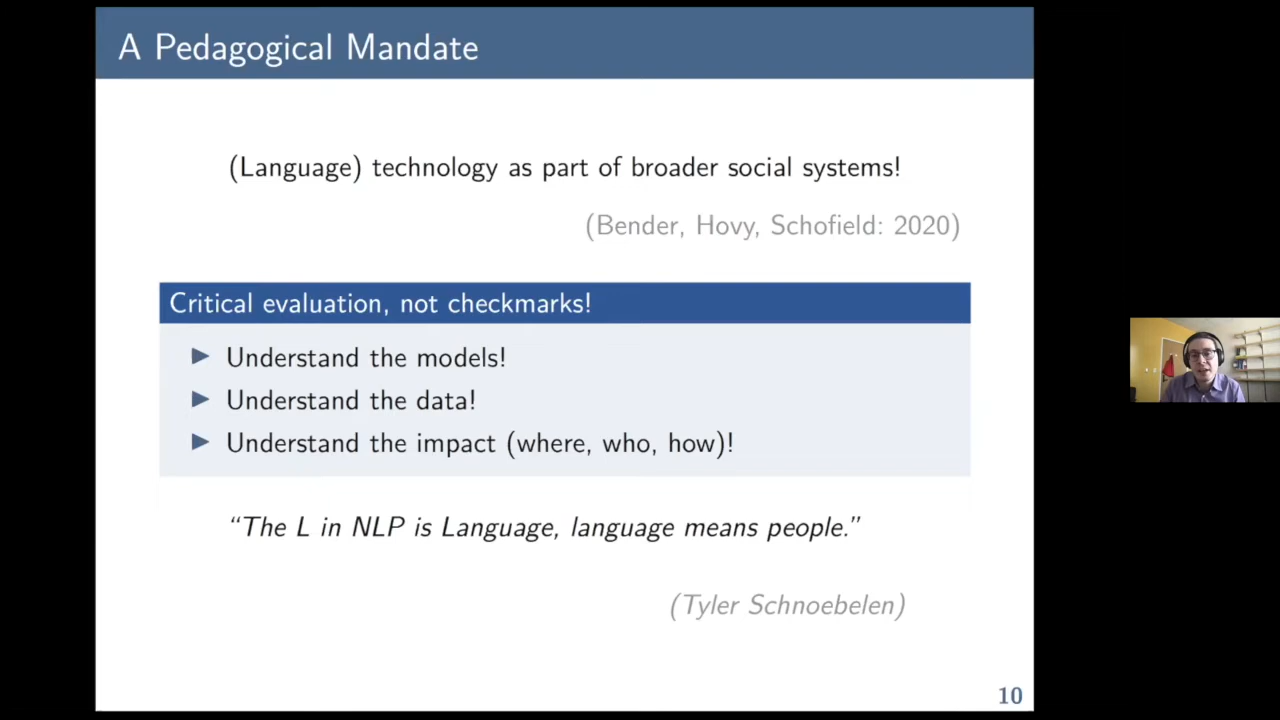 A Pedagogical Mandate
(Language) technology as part of broader social systems!
(Bender, Hovy, Schofield: 2020)
Critical evaluation, not checkmarks!
Understand the models!
Understand the data!
Understand the impact (where, who, how)!
“The L in NLP is Language, language means people.”
(Tyler Schnoebelen)
10